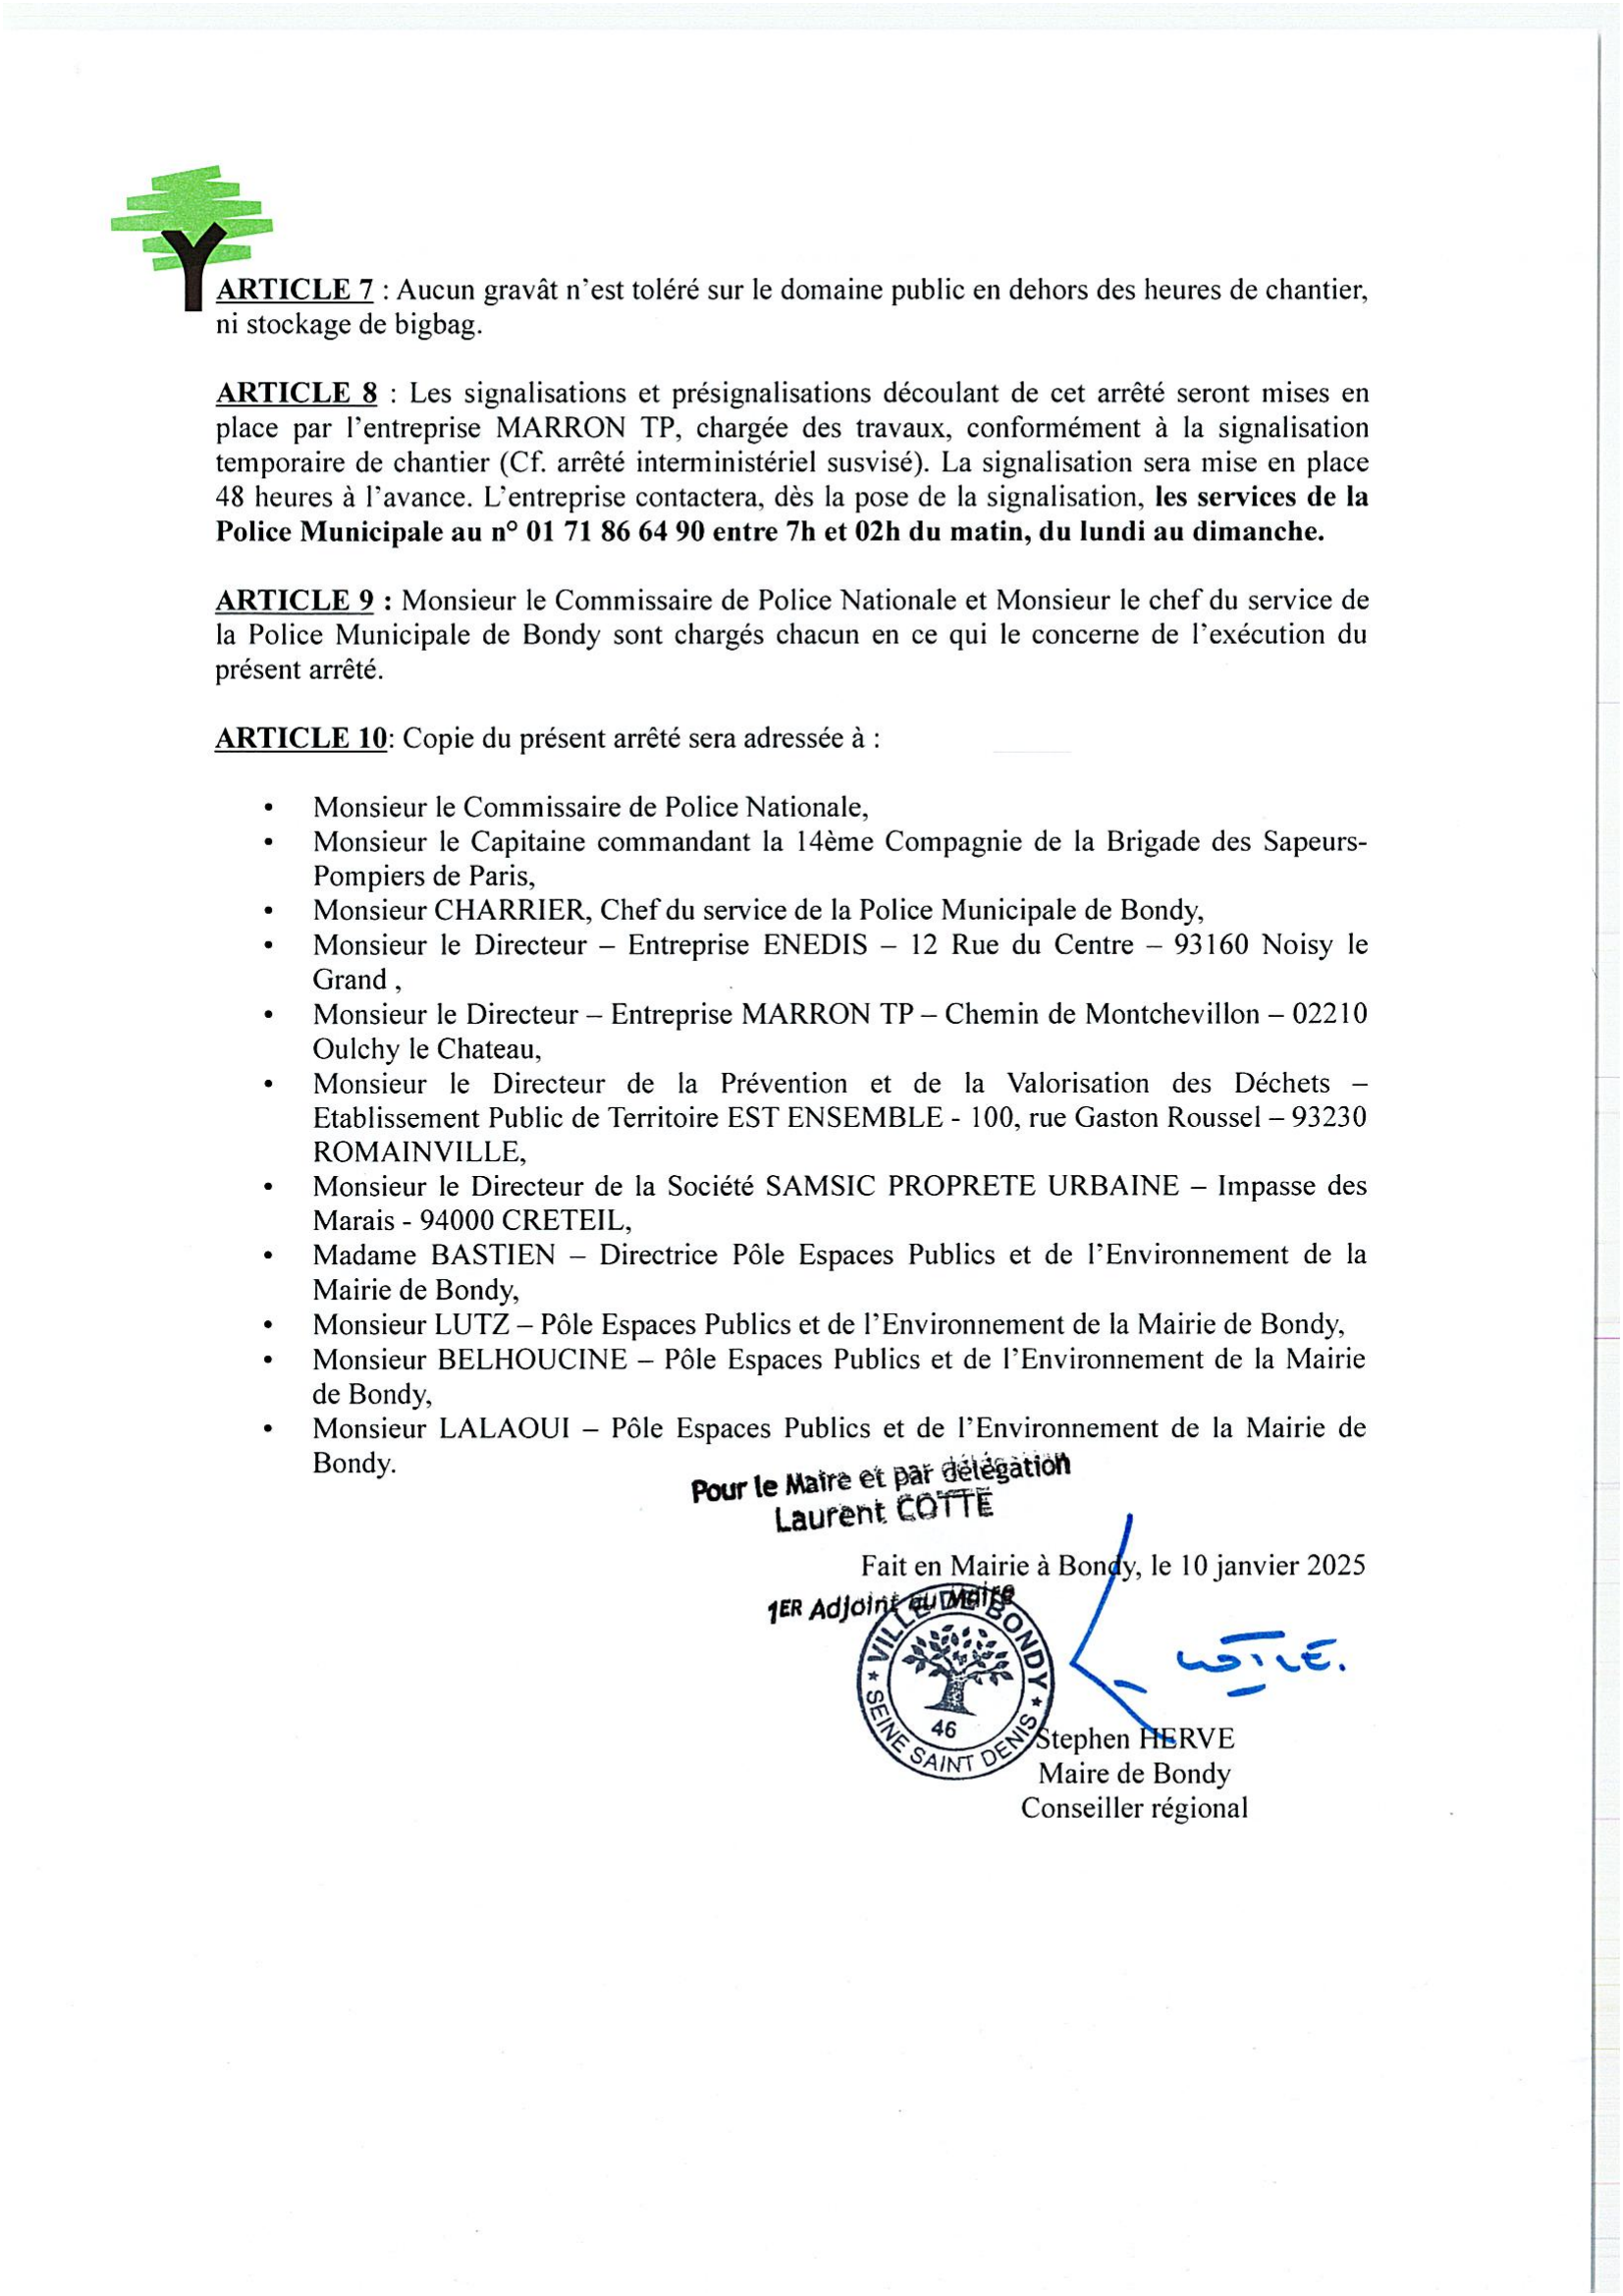 ARTICLE 7 : Aucun gravât n’est toléré sur le domaine public en dehors des heures de chantier,
ni stockage de bigbag.
ARTICLE 8 : Les signalisations et présignalisations découlant de cet arrêté seront mises en
place par l’entreprise MARRON TP, chargée des travaux, conformément à la signalisation
temporaire de chantier (Cf. arrêté interministériel susvisé). La signalisation sera mise en place
48 heures à l’avance. L’entreprise contactera, dès la pose de la signalisation, les services de la
Police Municipale au n° 01 71 86 64 90 entre 7h et 02h du matin, du lundi au dimanche.
ARTICLE 9 : Monsieur le Commissaire de Police Nationale et Monsieur le chef du service de
la Police Municipale de Bondy sont chargés chacun en ce qui le concerne de l’exécution du
présent arrêté.
ARTICLE 10: Copie du présent arrêté sera adressée à :
• Monsieur le Commissaire de Police Nationale,
• Monsieur le Capitaine commandant la 14ème Compagnie de la Brigade des Sapeurs-
Pompiers de Paris,
• Monsieur CHARRIER, Chef du service de la Police Municipale de Bondy,
• Monsieur le Directeur – Entreprise ENEDIS – 12 Rue du Centre – 93160 Noisy le
Grand ,
• Monsieur le Directeur – Entreprise MARRON TP – Chemin de Montchevillon – 02210
Oulchy le Chateau,
• Monsieur le Directeur de la Prévention et de la Valorisation des Déchets –
Etablissement Public de Territoire EST ENSEMBLE - 100, rue Gaston Roussel – 93230
ROMAINVILLE,
• Monsieur le Directeur de la Société SAMSIC PROPRETE URBAINE – Impasse des
Marais - 94000 CRETEIL,
• Madame BASTIEN – Directrice Pôle Espaces Publics et de l’Environnement de la
Mairie de Bondy,
• Monsieur LUTZ – Pôle Espaces Publics et de l’Environnement de la Mairie de Bondy,
• Monsieur BELHOUCINE – Pôle Espaces Publics et de l’Environnement de la Mairie
de Bondy,
• Monsieur LALAOUI – Pôle Espaces Publics et de l’Environnement de la Mairie de
Bondy.
Pour le Maire et par délégation
Laurent COTTE
Fait en Mairie à Bondy, le 10 janvier 2025
1ER Adjoint au Maire
VILLE DE BONDY
46
SEINE SAINT DENIS
Stephen HERVE
Maire de Bondy
Conseiller régional